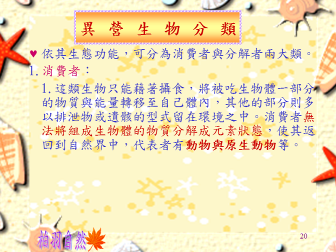 異營生物分類
♥ 依其生態功能，可分為消費者與分解者兩大類。
1. 消費者：
1. 這類生物只能藉著攝食，將被吃生物體一部分
的物質與能量轉移至自己體內，其他的部分則多
以排泄物或遺骸的型式留在環境之中。消費者無
法將組成生物體的物質分解成元素狀態，使其返
回到自然界中，代表者有動物與原生動物等。
拍羽自然
20